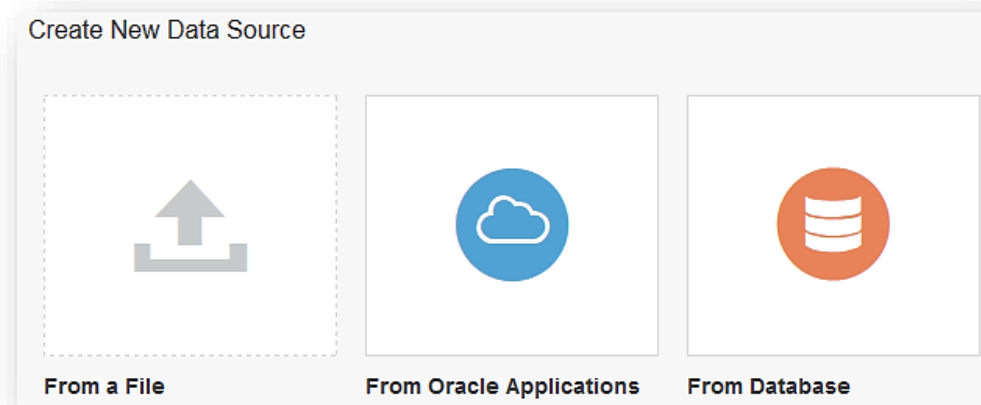 Create New Data Source
From a File
From Oracle Applications
From Database